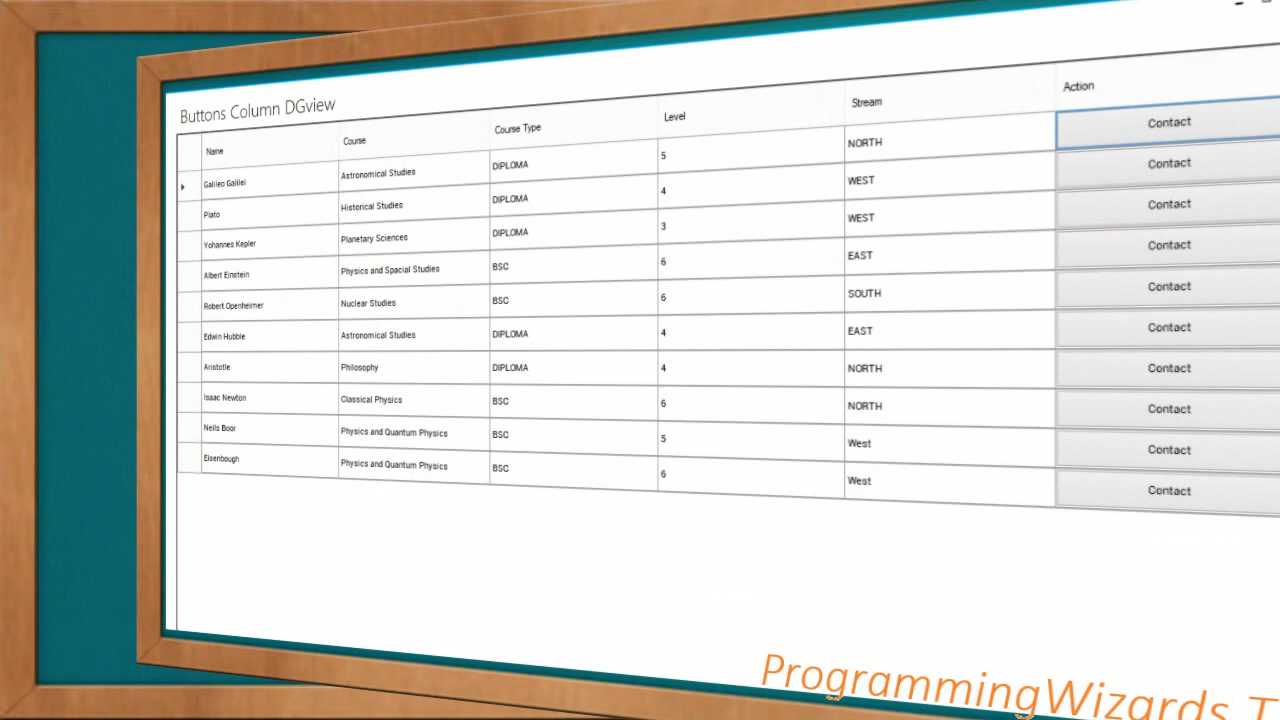 Buttons Column DGview
Name Course Course Type Level Stream Action
Galileo Galilei Astronomical Studies DIPLOMA 5 NORTH Contact
Plato Historical Studies DIPLOMA 4 WEST Contact
Yohannes Kepler Planetary Sciences DIPLOMA 3 WEST Contact
Albert Einstein Physics and Spacial Studies BSC 6 EAST Contact
Robert Openheimer Nuclear Studies BSC 6 SOUTH Contact
Edwin Hubble Astronomical Studies DIPLOMA 4 EAST Contact
Aristotle Philosophy DIPLOMA 4 NORTH Contact
Isaac Newton Classical Physics BSC 6 NORTH Contact
Neils Boor Physics and Quantum Physics BSC 5 West Contact
Eisenbough Physics and Quantum Physics BSC 6 West Contact
ProgrammingWizards T